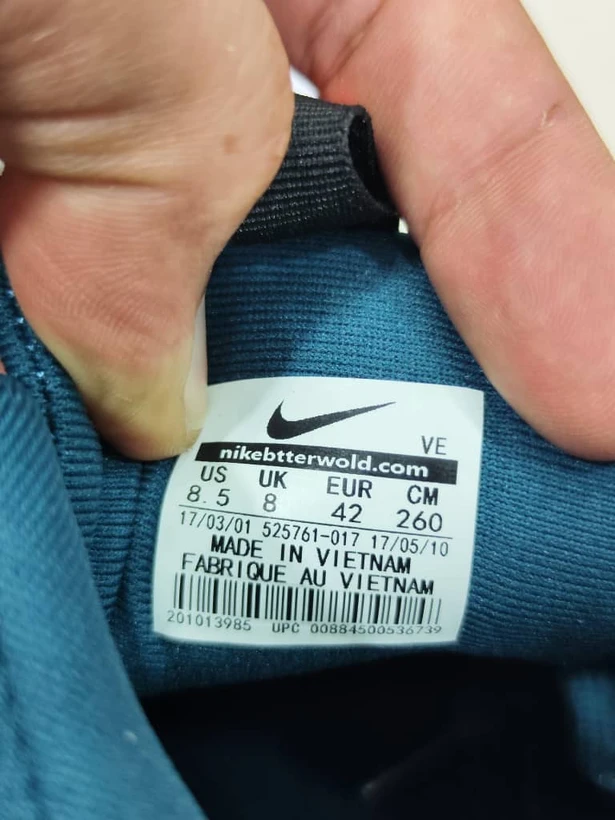 VE
nikebtterwold.com
US UK EUR CM
8.5 8 42 260
17/03/01 525761-017 17/05/10
MADE IN VIETNAM
FABRIQUE AU VIETNAM
201013985 UPC 00884500536739